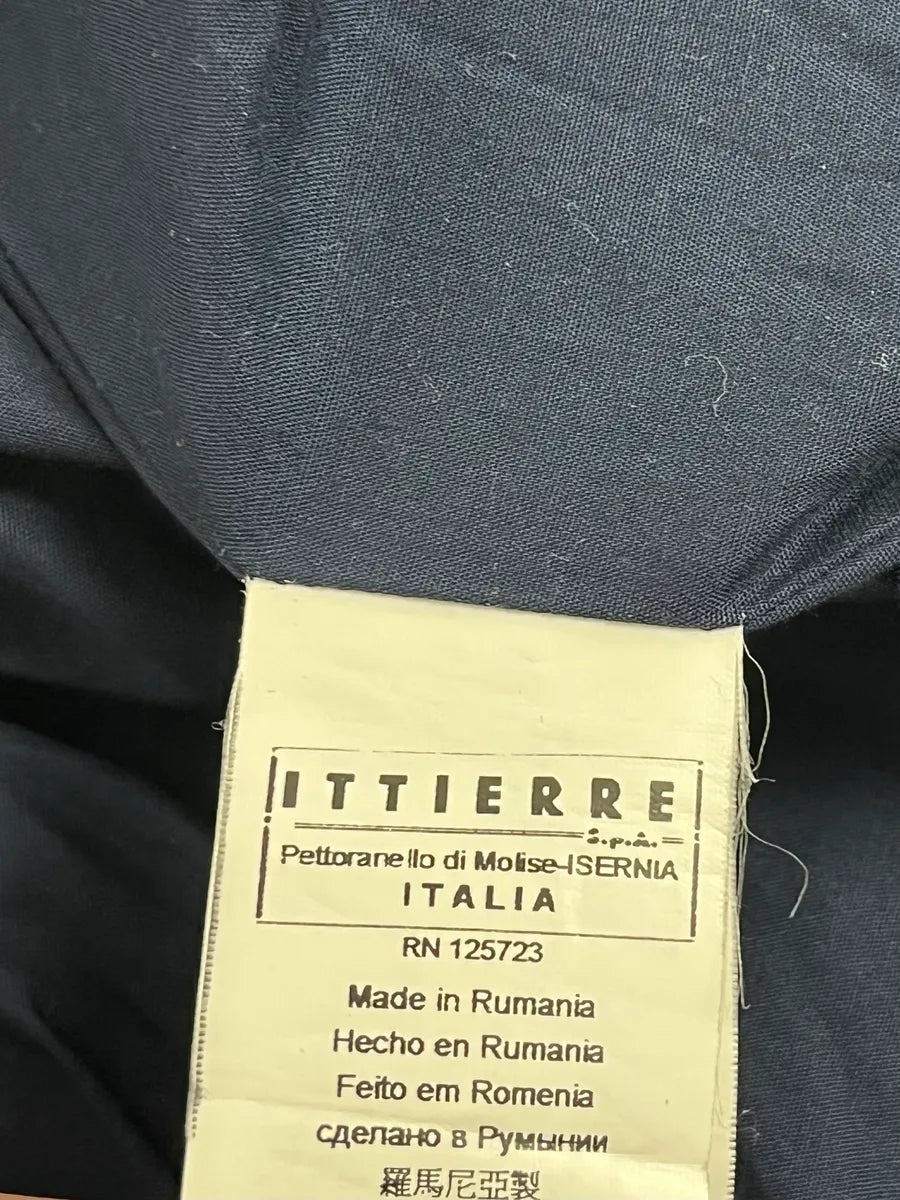 ITTIERRE
S.p.A.
Pettoranello di Molise-ISERNIA
ITALIA
RN 125723
Made in Rumania
Hecho en Rumania
Feito em Romenia
сделано в Румынии
羅馬尼亞製